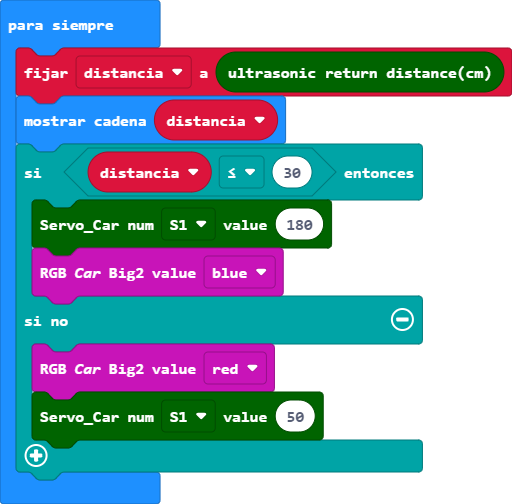 para siempre
fijar distancia a ultrasonic return distance(cm)
mostrar cadena distancia
si distancia ≤ 30 entonces
Servo_Car num S1 value 180
RGB Car Big2 value blue
si no
RGB Car Big2 value red
Servo_Car num S1 value 50